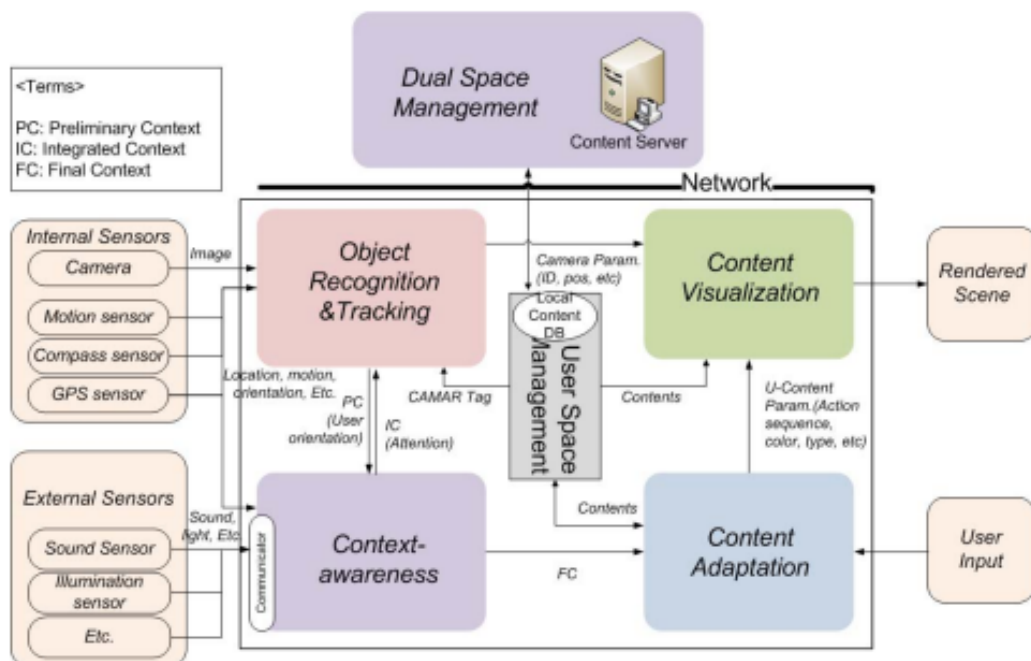 Dual Space
Management
Content Server
<Terms>
PC: Preliminary Context
IC: Integrated Context
FC: Final Context
Network
Internal Sensors
Camera
Motion sensor
Compass sensor
GPS sensor
Image
Object
Recognition
&Tracking
Camera Param.
(ID, pos, etc)
Content
Visualization
Rendered
Scene
Local
Content
DB
User Space
Management
Location, motion,
orientation, Etc.
PC
(User
orientation)
IC
(Attention)
CAMAR Tag
Contents
U-Content
Param.(Action
sequence,
color, type, etc)
External Sensors
Sound Sensor
Illumination
sensor
Etc.
Sound,
light, Etc
Communicator
Context-
awareness
Contents
FC
Content
Adaptation
User
Input